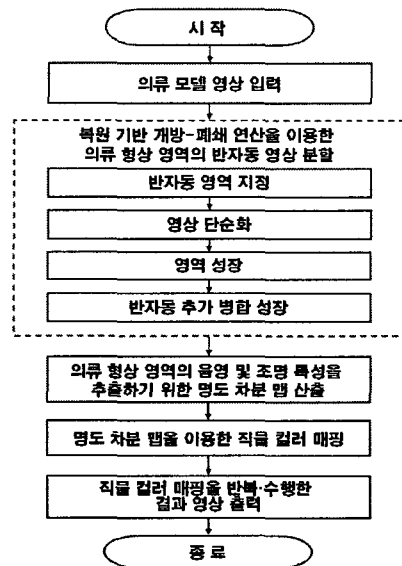 시 작
의류 모델 영상 입력
복원 기반 개방-폐쇄 연산을 이용한
의류 형상 영역의 반자동 영상 분할
반자동 영역 지정
영상 단순화
영역 성장
반자동 추가 병합 성장
의류 형상 영역의 음영 및 조명 특성을
추출하기 위한 명도 차분 맵 산출
명도 차분 맵을 이용한 직물 컬러 매핑
직물 컬러 매핑을 반복·수행한
결과 영상 출력
종 료